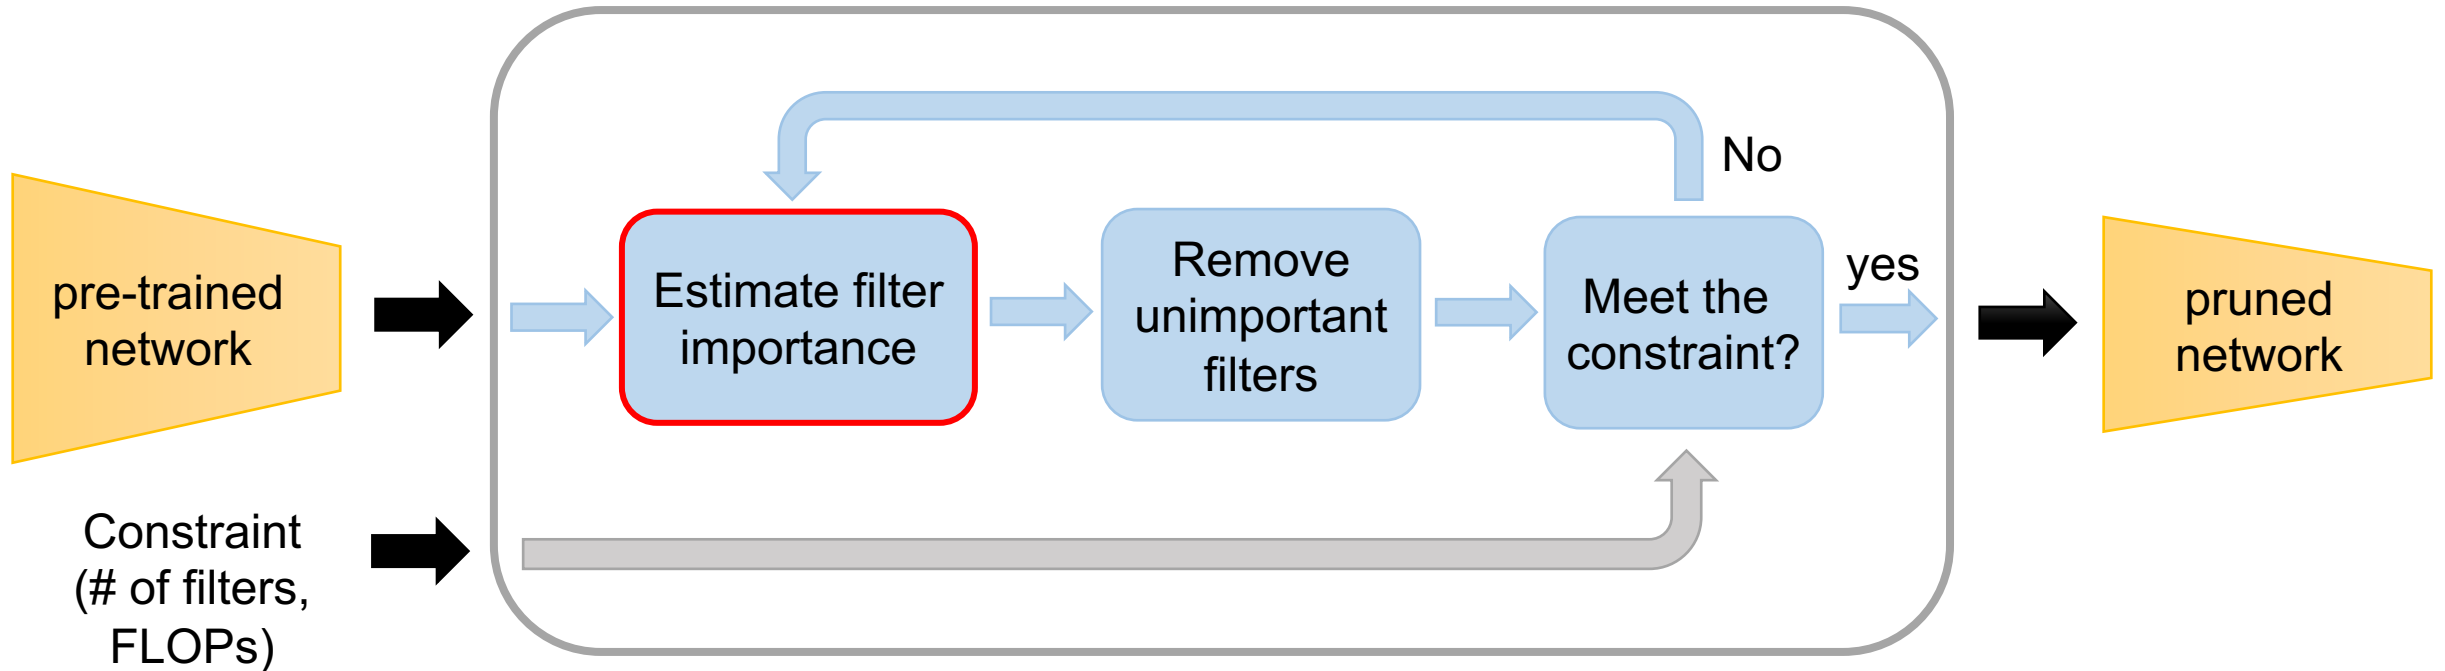 pre-trained
network
Constraint
(# of filters,
FLOPs)
Estimate filter
importance
Remove
unimportant
filters
Meet the
constraint?
No
yes
pruned
network